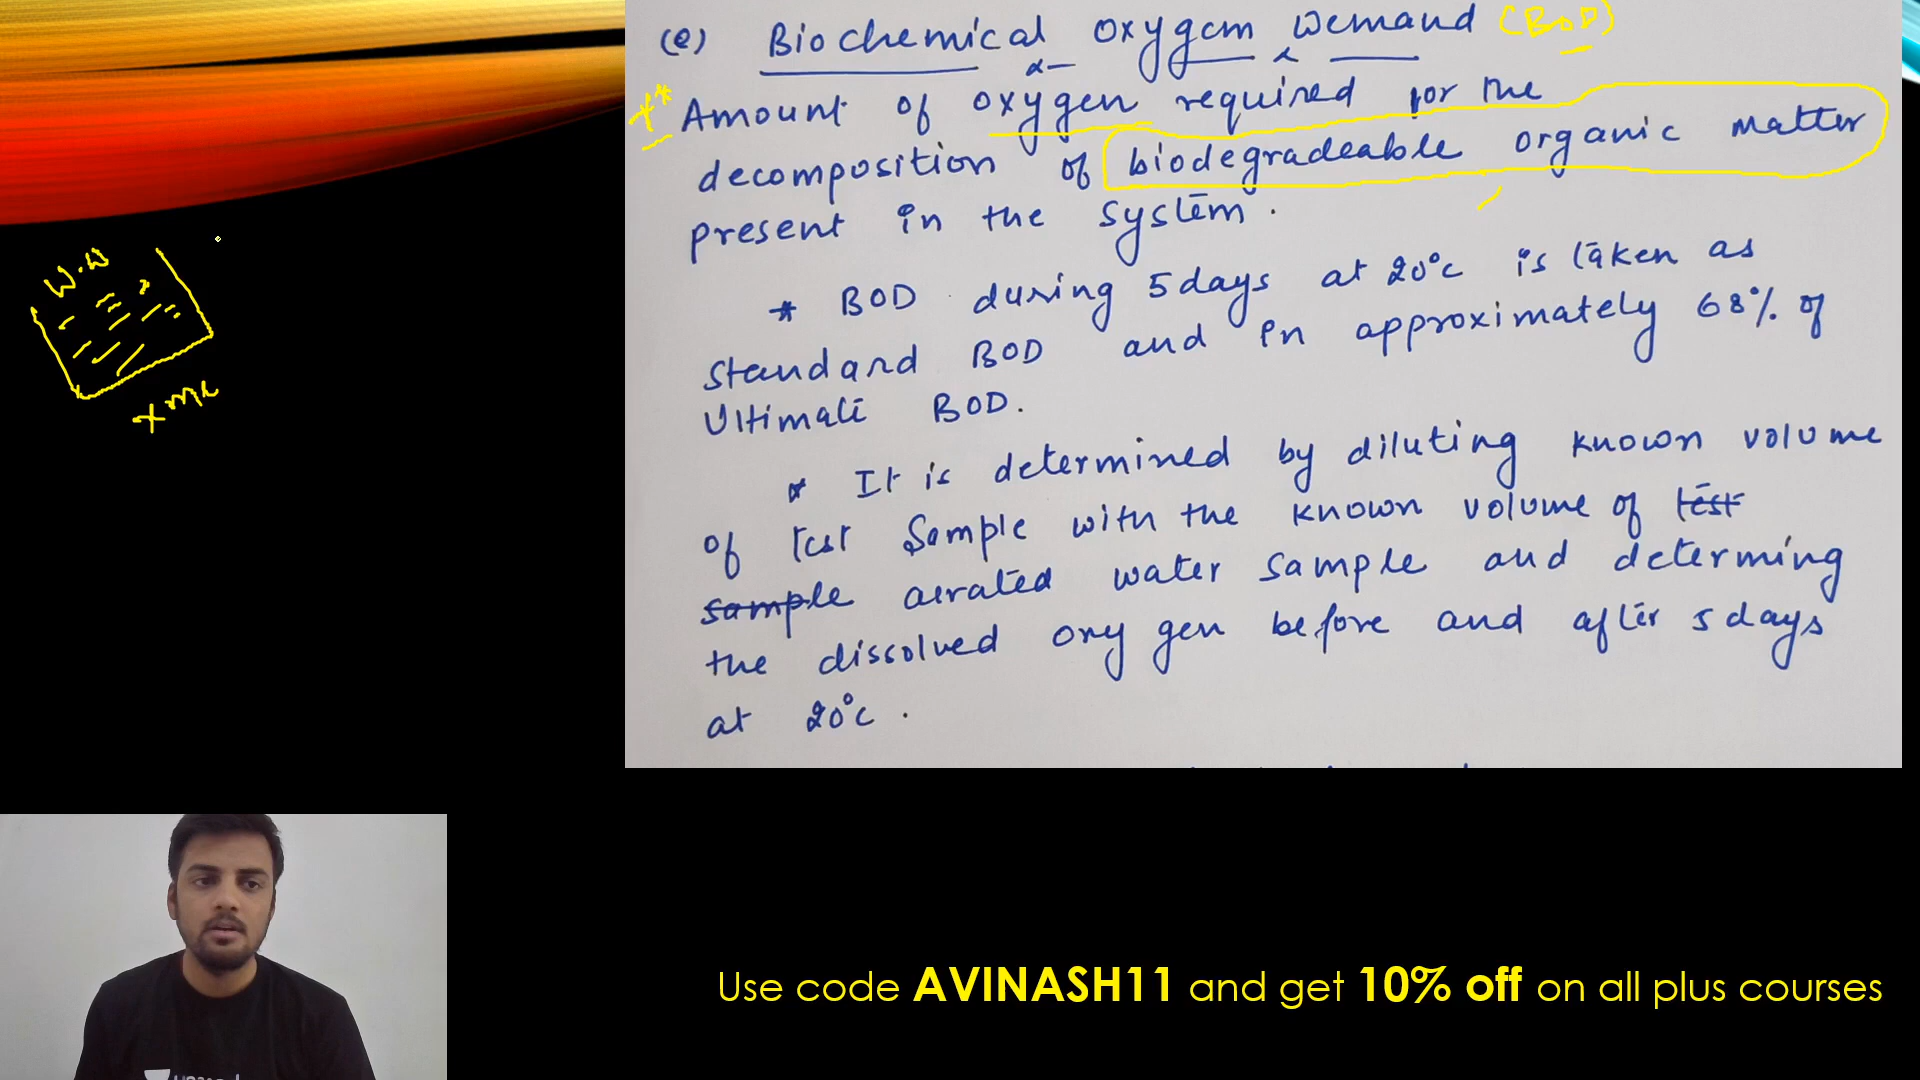 (e) Biochemical Oxygem Demand (BOD)
** Amount of oxygen required for the
decomposition of biodegradeable organic matter
present in the system.
* BOD during 5 days at 20°c is taken as
standard BOD and in approximately 68% of
Ultimate BOD.
* It is determined by diluting known volume
of Test Sample with the known volume of test
sample aerated water sample and determing
the dissolved oxy gen before and after 5 days
at 20°c.
W.W
x mL
Use code AVINASH11 and get 10% off on all plus courses